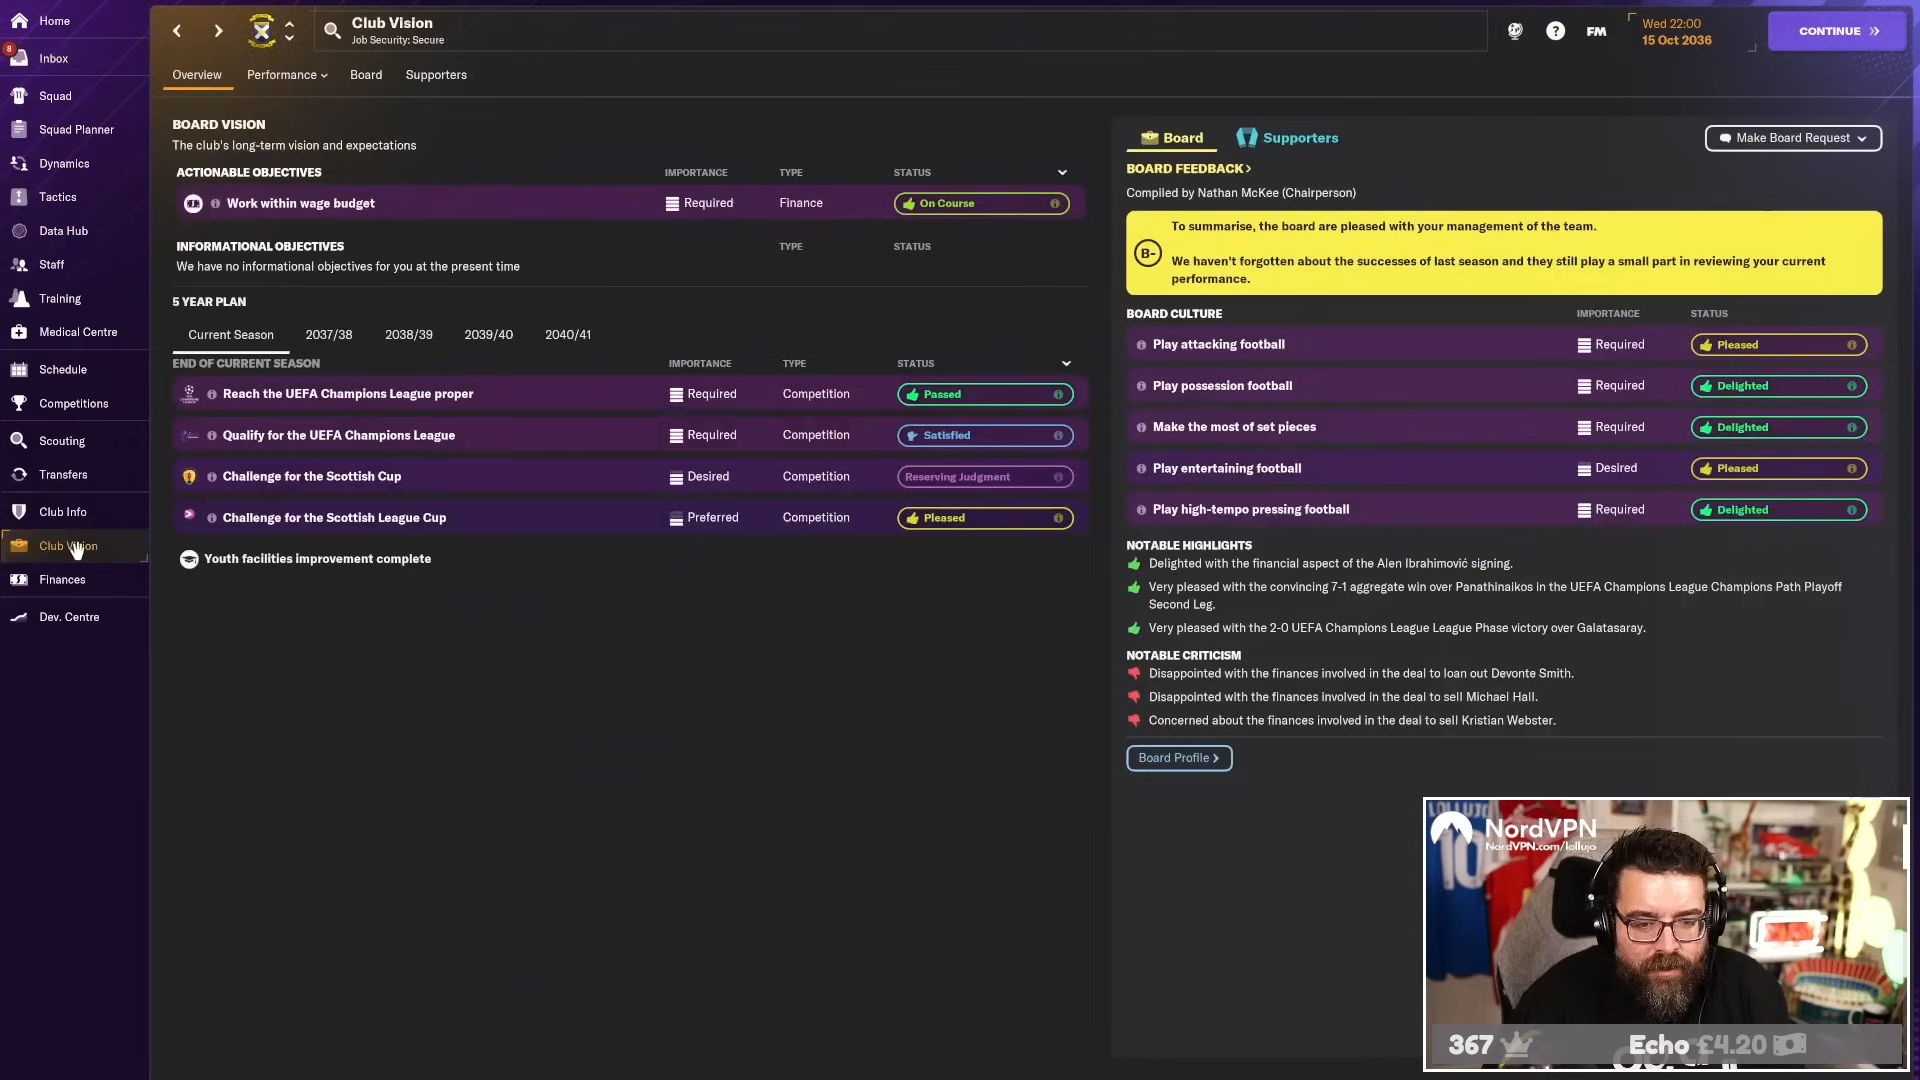 Home
8
Inbox
Squad
Squad Planner
Dynamics
Tactics
Data Hub
Staff
Training
Medical Centre
Schedule
Competitions
Scouting
Transfers
Club Info
Club Vision
Finances
Dev. Centre
Club Vision
Job Security: Secure
FM
Wed 22:00
15 Oct 2036
CONTINUE
Overview Performance Board Supporters
BOARD VISION
The club's long-term vision and expectations
ACTIONABLE OBJECTIVES IMPORTANCE TYPE STATUS
Work within wage budget Required Finance On Course
INFORMATIONAL OBJECTIVES TYPE STATUS
We have no informational objectives for you at the present time
5 YEAR PLAN
Current Season 2037/38 2038/39 2039/40 2040/41
END OF CURRENT SEASON IMPORTANCE TYPE STATUS
Reach the UEFA Champions League proper Required Competition Passed
Qualify for the UEFA Champions League Required Competition Satisfied
Challenge for the Scottish Cup Desired Competition Reserving Judgment
Challenge for the Scottish League Cup Preferred Competition Pleased
Youth facilities improvement complete
Board Supporters Make Board Request
BOARD FEEDBACK >
Compiled by Nathan McKee (Chairperson)
B-
To summarise, the board are pleased with your management of the team.
We haven't forgotten about the successes of last season and they still play a small part in reviewing your current
performance.
BOARD CULTURE IMPORTANCE STATUS
Play attacking football Required Pleased
Play possession football Required Delighted
Make the most of set pieces Required Delighted
Play entertaining football Desired Pleased
Play high-tempo pressing football Required Delighted
NOTABLE HIGHLIGHTS
Delighted with the financial aspect of the Alen Ibrahimović signing.
Very pleased with the convincing 7-1 aggregate win over Panathinaikos in the UEFA Champions League Champions Path Playoff
Second Leg.
Very pleased with the 2-0 UEFA Champions League League Phase victory over Galatasaray.
NOTABLE CRITICISM
Disappointed with the finances involved in the deal to loan out Devonte Smith.
Disappointed with the finances involved in the deal to sell Michael Hall.
Concerned about the finances involved in the deal to sell Kristian Webster.
Board Profile >
NordVPN
NordVPN.com/lollujo
10
367 Echo £4.20